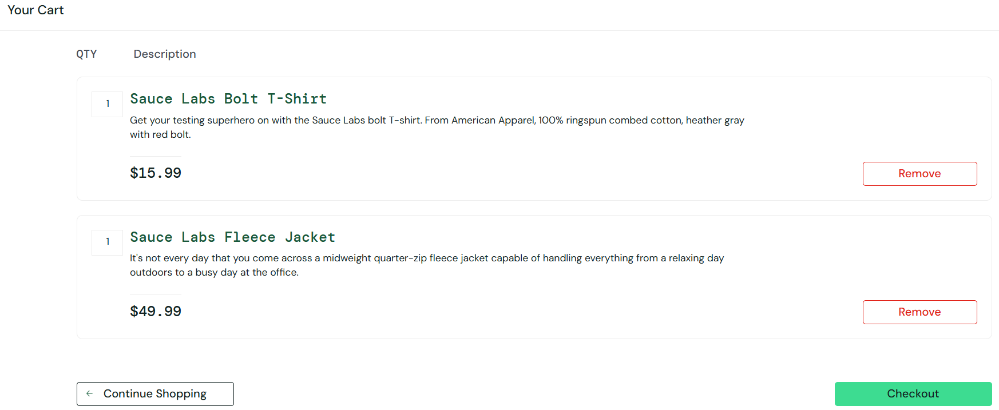 Your Cart
QTY Description
1 Sauce Labs Bolt T-Shirt
Get your testing superhero on with the Sauce Labs bolt T-shirt. From American Apparel, 100% ringspun combed cotton, heather gray
with red bolt.
$15.99
Remove
1 Sauce Labs Fleece Jacket
It's not every day that you come across a midweight quarter-zip fleece jacket capable of handling everything from a relaxing day
outdoors to a busy day at the office.
$49.99
Remove
← Continue Shopping
Checkout